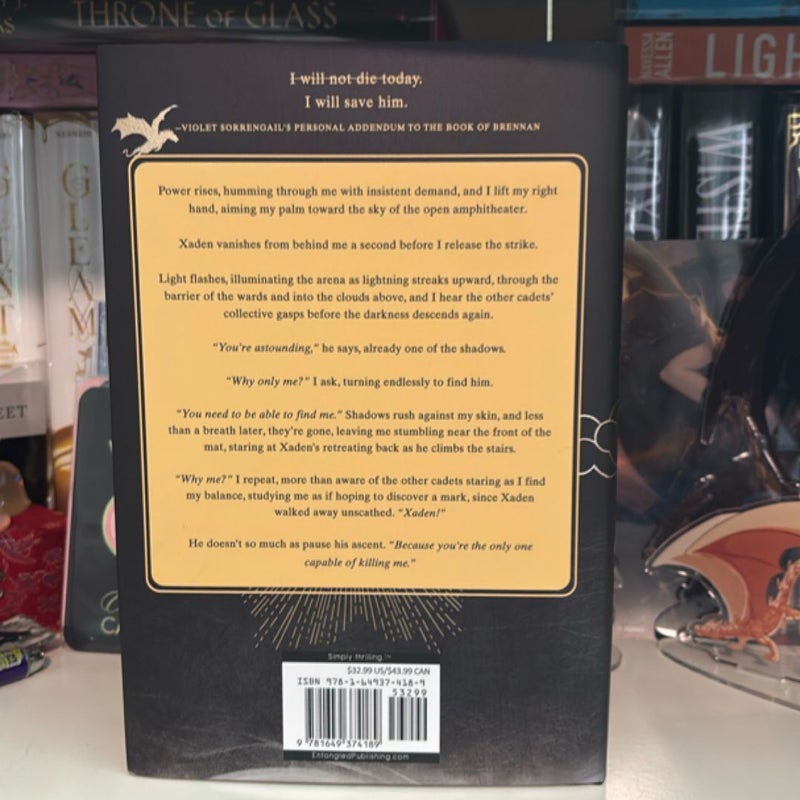 THRONE OF GLASS
LIGH
ALLEN
GLEAM
I will not die today.
I will save him.
—VIOLET SORRENGAIL'S PERSONAL ADDENDUM TO THE BOOK OF BRENNAN
Power rises, humming through me with insistent demand, and I lift my right
hand, aiming my palm toward the sky of the open amphitheater.
Xaden vanishes from behind me a second before I release the strike.
Light flashes, illuminating the arena as lightning streaks upward, through the
barrier of the wards and into the clouds above, and I hear the other cadets'
collective gasps before the darkness descends again.
"You're astounding," he says, already one of the shadows.
"Why only me?" I ask, turning endlessly to find him.
"You need to be able to find me." Shadows rush against my skin, and less
than a breath later, they're gone, leaving me stumbling near the front of the
mat, staring at Xaden's retreating back as he climbs the stairs.
"Why me?" I repeat, more than aware of the other cadets staring as I find
my balance, studying me as if hoping to discover a mark, since Xaden
walked away unscathed. "Xaden!"
He doesn't so much as pause his ascent. "Because you're the only one
capable of killing me."
Simply thrilling.™
$32.99 US/$43.99 CAN
ISBN 978-1-64937-418-9
53299
9 781649 374189
EntangledPublishing.com